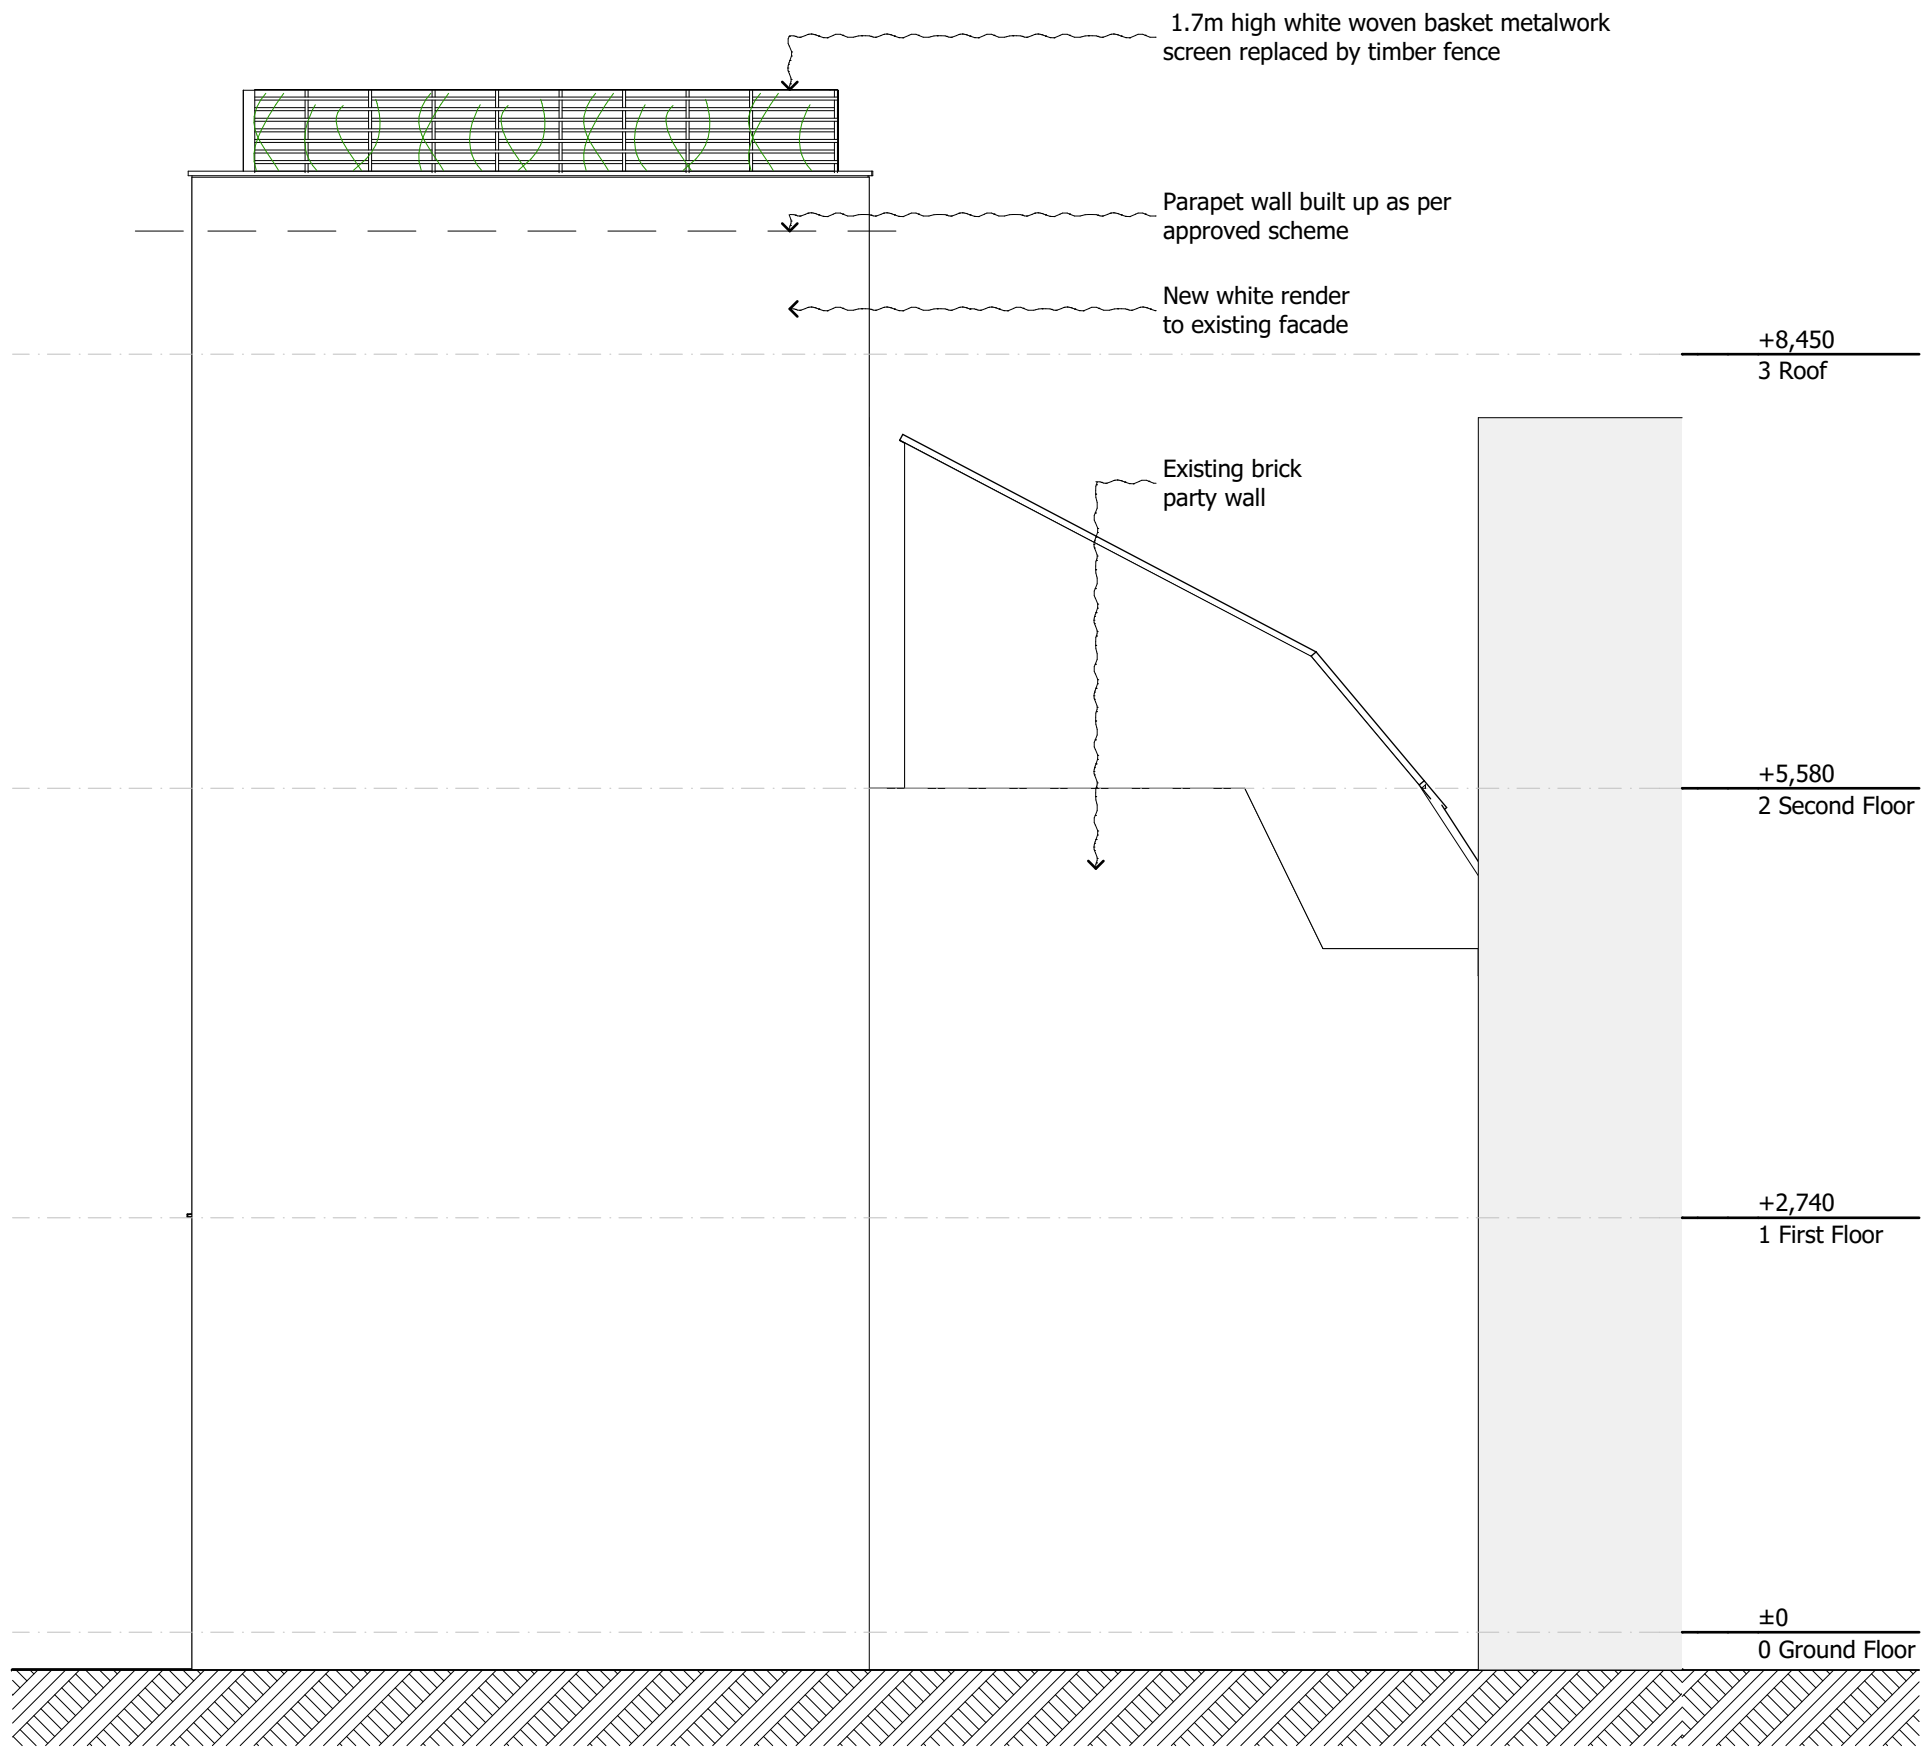 1.7m high white woven basket metalwork
screen replaced by timber fence
Parapet wall built up as per
approved scheme
New white render
to existing facade
+8,450
3 Roof
Existing brick
party wall
+5,580
2 Second Floor
+2,740
1 First Floor
±0
0 Ground Floor